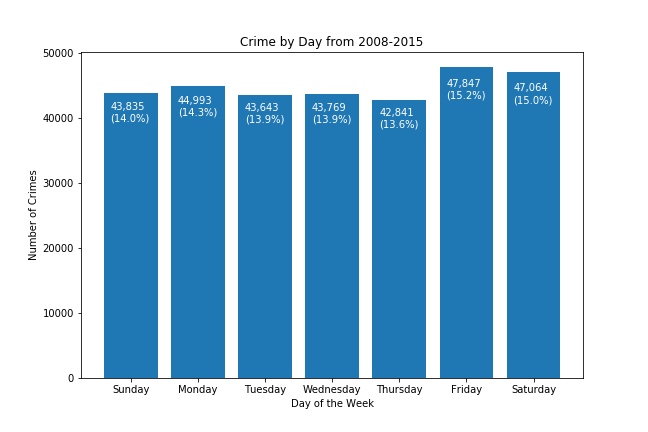 Crime by Day from 2008-2015
50000
40000
30000
20000
10000
0
Number of Crimes
43,835
(14.0%)
44,993
(14.3%)
43,643
(13.9%)
43,769
(13.9%)
42,841
(13.6%)
47,847
(15.2%)
47,064
(15.0%)
Sunday
Monday
Tuesday
Wednesday
Thursday
Friday
Saturday
Day of the Week